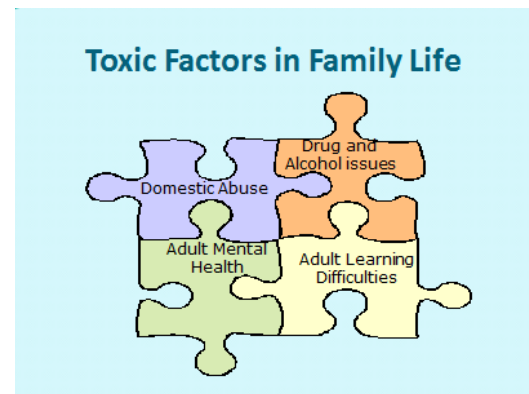 Toxic Factors in Family Life
Drug and
Alcohol issues
Domestic Abuse
Adult Mental
Health
Adult Learning
Difficulties